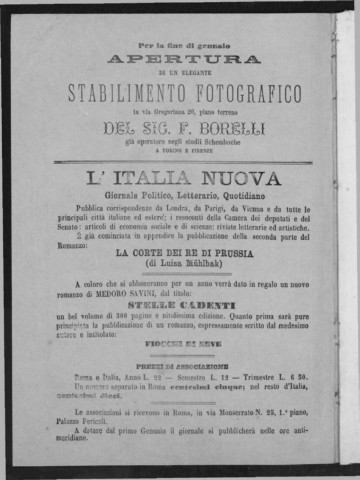 Per la fine di gennaio
APERTURA
DI UN ELEGANTE
STABILIMENTO FOTOGRAFICO
in via Gregoriana 20, piano terreno
DEL SIG. F. BORELLI
già operatore negli studii Schemboche
A TORINO E FIRENZE
L'ITALIA NUOVA
Giornale Politico, Letterario, Quotidiano
Pubblica corrispondenze da Londra, da Parigi, da Vienna e da tutte le
principali città italiane ed estere; i resoconti della Camera dei deputati e del
Senato: articoli di economia sociale e di scienze; riviste letterarie ed artistiche.
È già cominciata in appendice la pubblicazione della seconda parte del
Romanzo:
LA CORTE DEI RE DI PRUSSIA
(di Luisa Mühlbak)
A coloro che si abboneranno per un anno verrà dato in regalo un nuovo
romanzo di MEDORO SAVINI, dal titolo:
STELLE CADENTI
un bel volume di 300 pagine e nitidissima edizione. Quanto prima sarà pure
principiata la pubblicazione di un romanzo, espressamente scritto dal medesimo
autore e intitolato:
FIOCCHI DI NEVE
PREZZI DI ASSOCIAZIONE
Roma e Italia, Anno L. 22 — Semestre L. 12 — Trimestre L. 6 50.
Un numero separato in Roma centesimi cinque; nel resto d'Italia,
centesimi dieci.
Le associazioni si ricevono in Roma, in via Monserrato N. 25, 1.° piano,
Palazzo Fericoli.
A datare dal primo Gennaio il giornale si pubblicherà nelle ore anti-
meridiane.